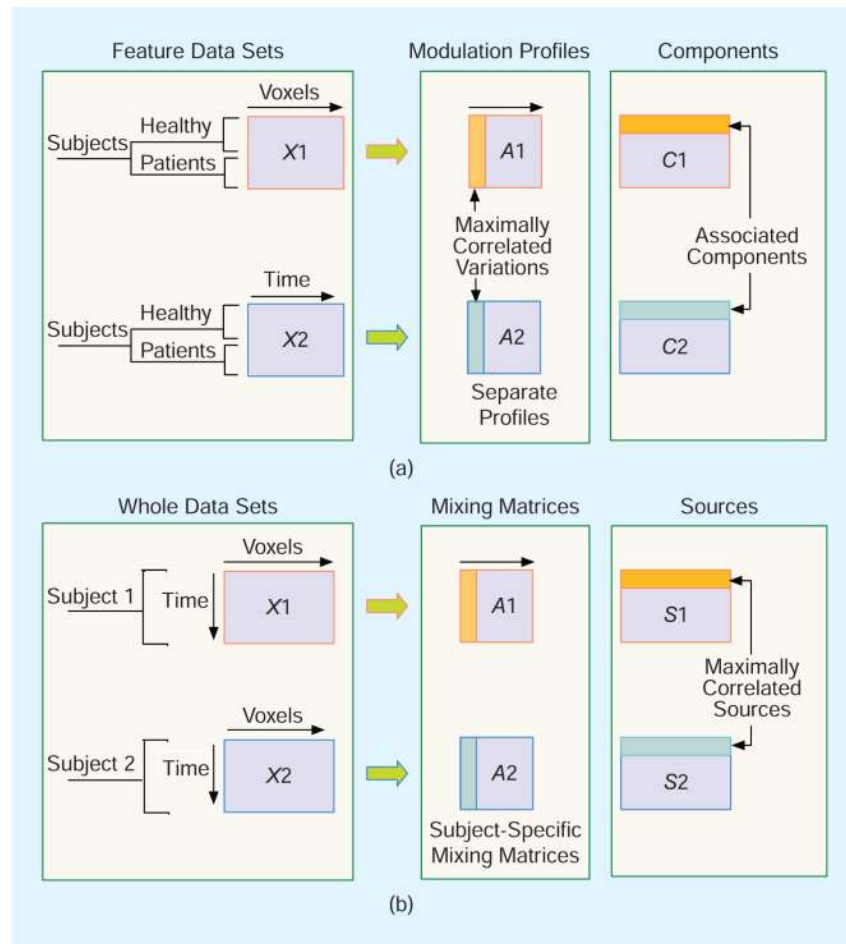 Feature Data Sets
Modulation Profiles
Components
Voxels
Healthy
Subjects
Patients
X1
A1
C1
Maximally
Correlated
Variations
Associated
Components
Time
Healthy
Subjects
Patients
X2
A2
C2
Separate
Profiles
(a)
Whole Data Sets
Mixing Matrices
Sources
Voxels
Subject 1
Time
X1
A1
S1
Maximally
Correlated
Sources
Voxels
Subject 2
Time
X2
A2
S2
Subject-Specific
Mixing Matrices
(b)